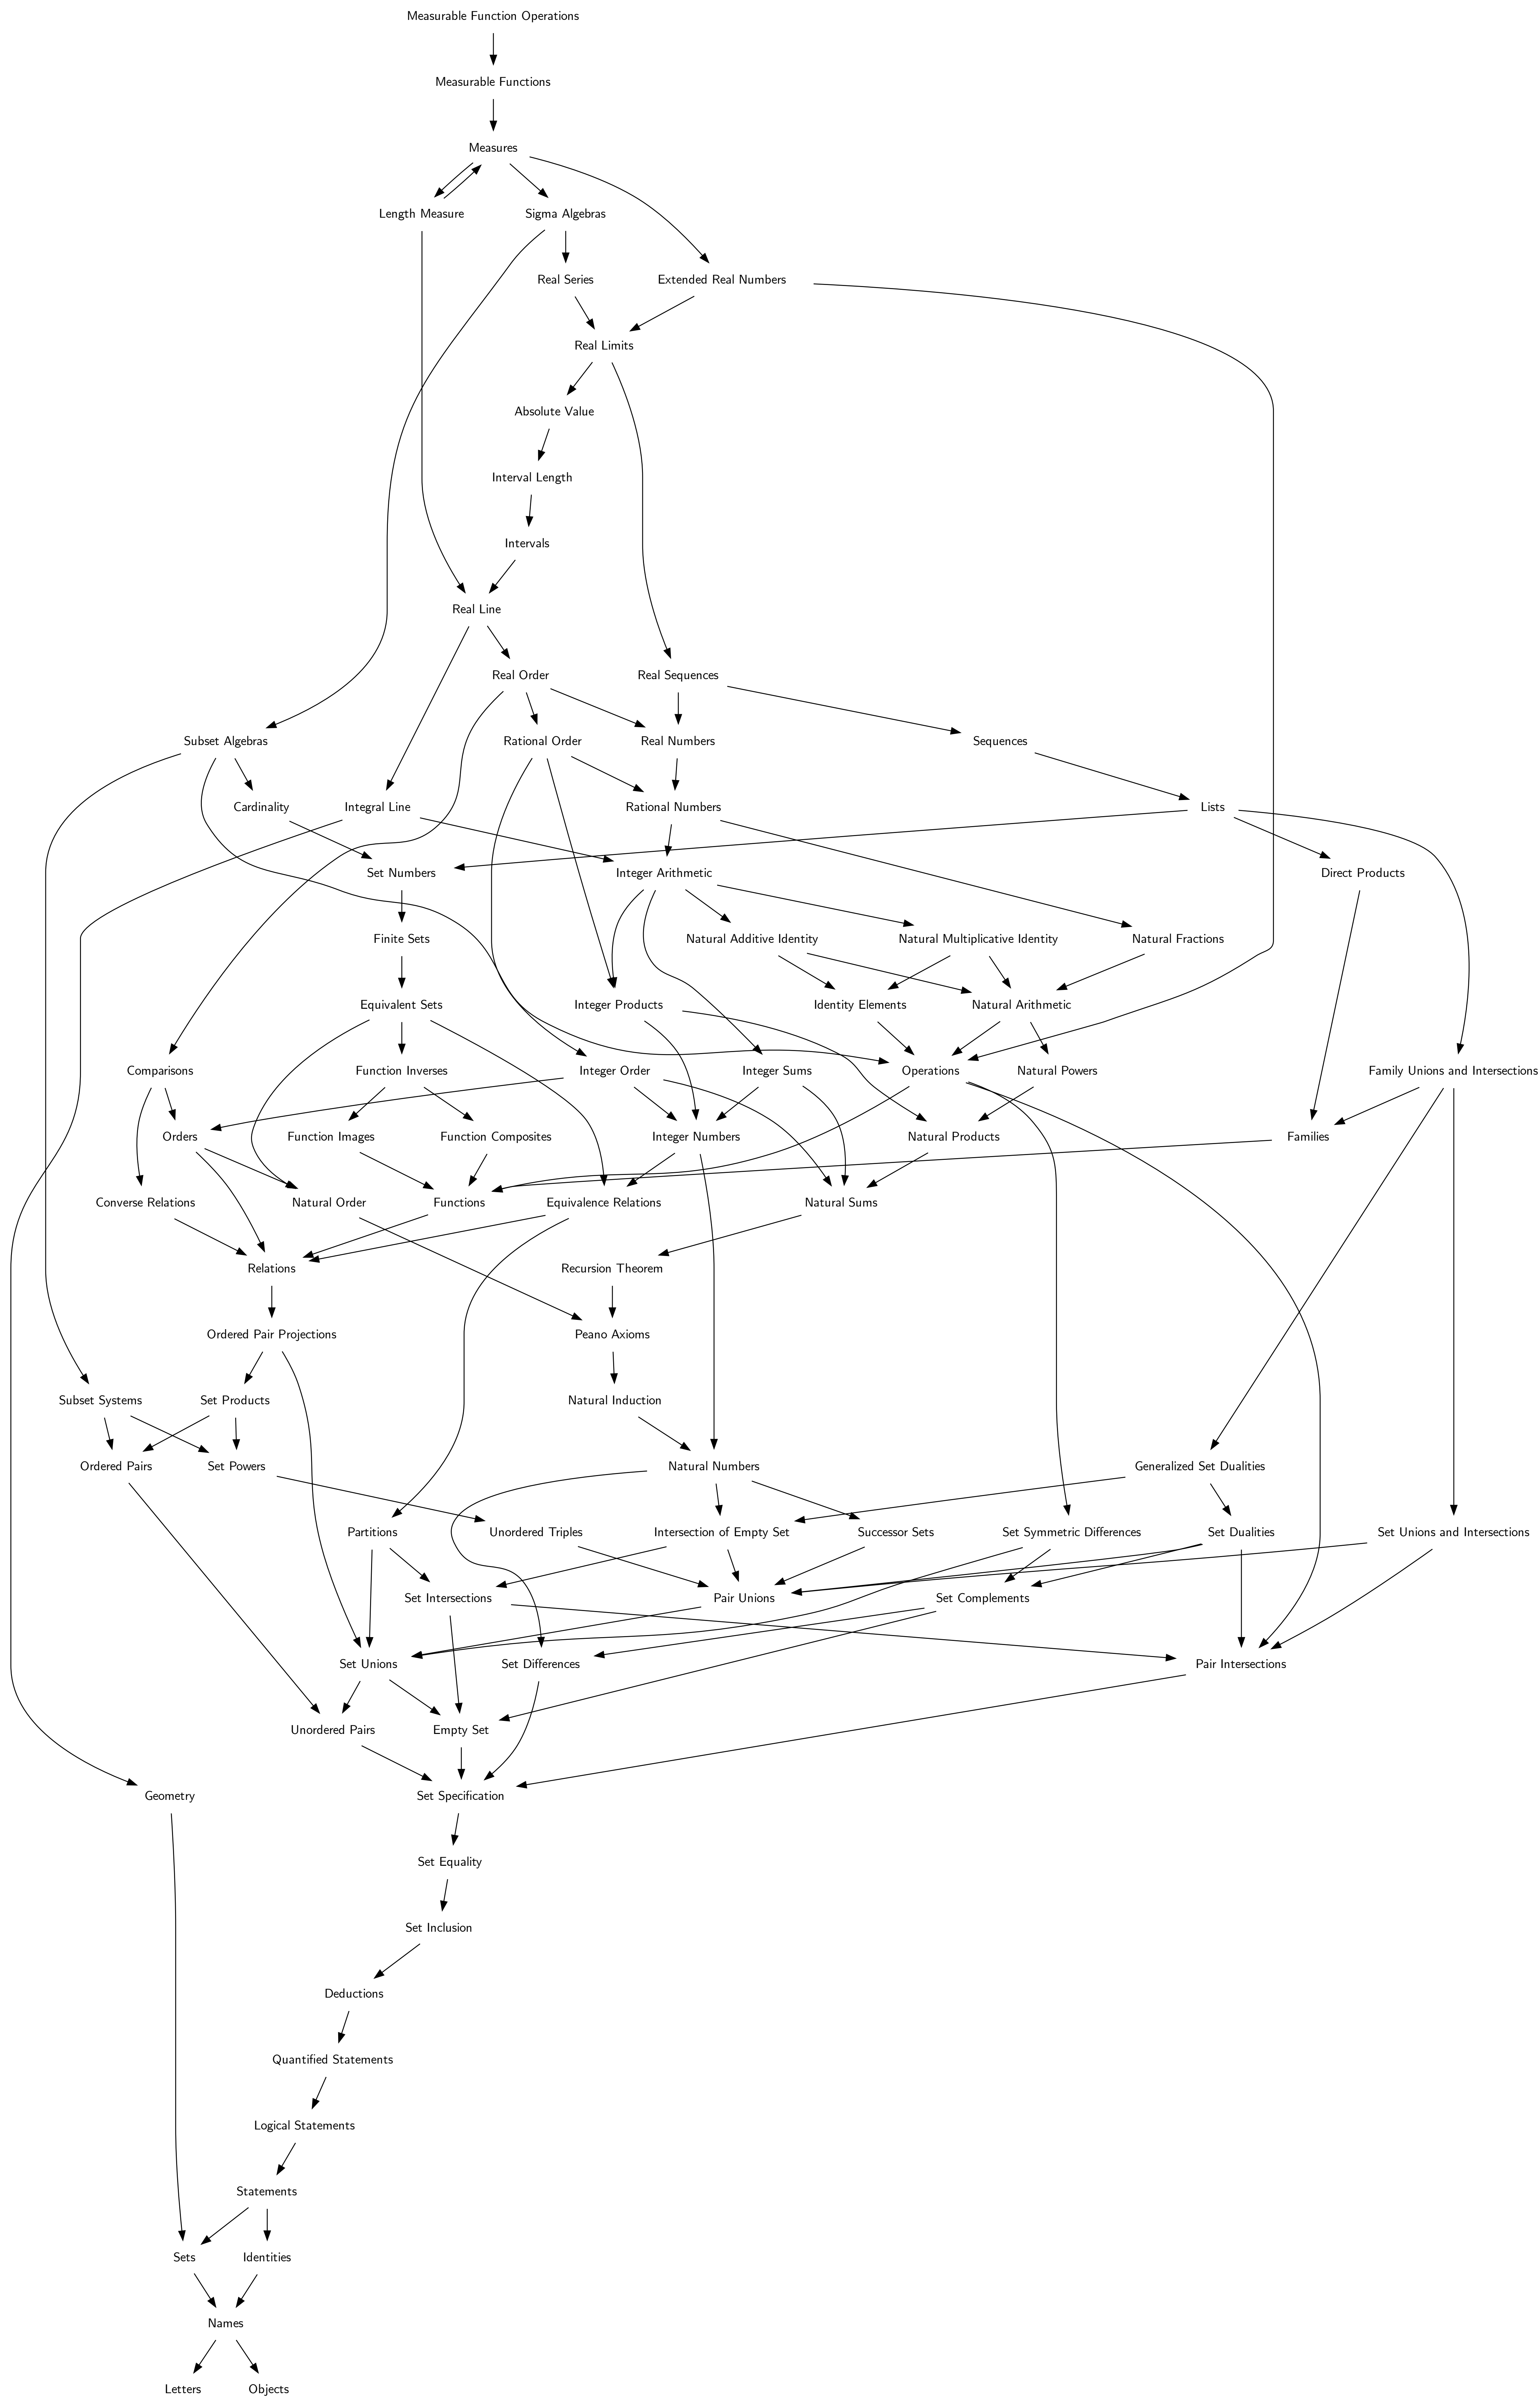 Measurable Function Operations
Measurable Functions
Measures
Length Measure
Sigma Algebras
Real Series
Extended Real Numbers
Real Limits
Absolute Value
Interval Length
Intervals
Real Line
Real Order
Real Sequences
Subset Algebras
Rational Order
Real Numbers
Sequences
Cardinality
Integral Line
Rational Numbers
Lists
Set Numbers
Integer Arithmetic
Direct Products
Finite Sets
Natural Additive Identity
Natural Multiplicative Identity
Natural Fractions
Equivalent Sets
Integer Products
Identity Elements
Natural Arithmetic
Comparisons
Function Inverses
Integer Order
Integer Sums
Operations
Natural Powers
Family Unions and Intersections
Orders
Function Images
Function Composites
Integer Numbers
Natural Products
Families
Converse Relations
Natural Order
Functions
Equivalence Relations
Natural Sums
Relations
Recursion Theorem
Ordered Pair Projections
Peano Axioms
Subset Systems
Set Products
Natural Induction
Ordered Pairs
Set Powers
Natural Numbers
Generalized Set Dualities
Partitions
Unordered Triples
Intersection of Empty Set
Successor Sets
Set Symmetric Differences
Set Dualities
Set Unions and Intersections
Set Intersections
Pair Unions
Set Complements
Set Unions
Set Differences
Pair Intersections
Unordered Pairs
Empty Set
Geometry
Set Specification
Set Equality
Set Inclusion
Deductions
Quantified Statements
Logical Statements
Statements
Sets
Identities
Names
Letters
Objects